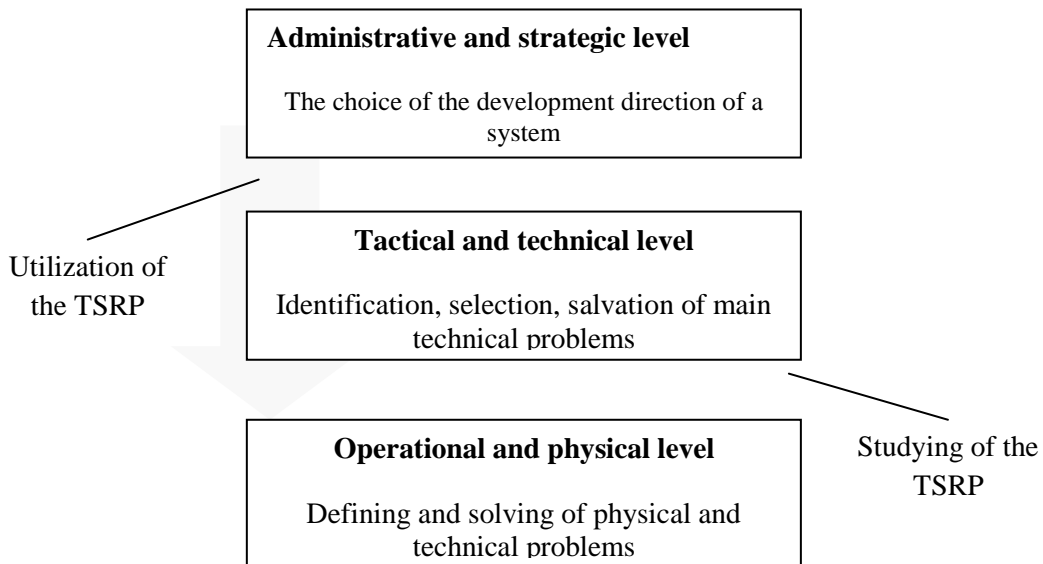 Administrative and strategic level
The choice of the development direction of a
system
Utilization of
the TSRP
Tactical and technical level
Identification, selection, salvation of main
technical problems
Operational and physical level
Defining and solving of physical and
technical problems
Studying of the
TSRP